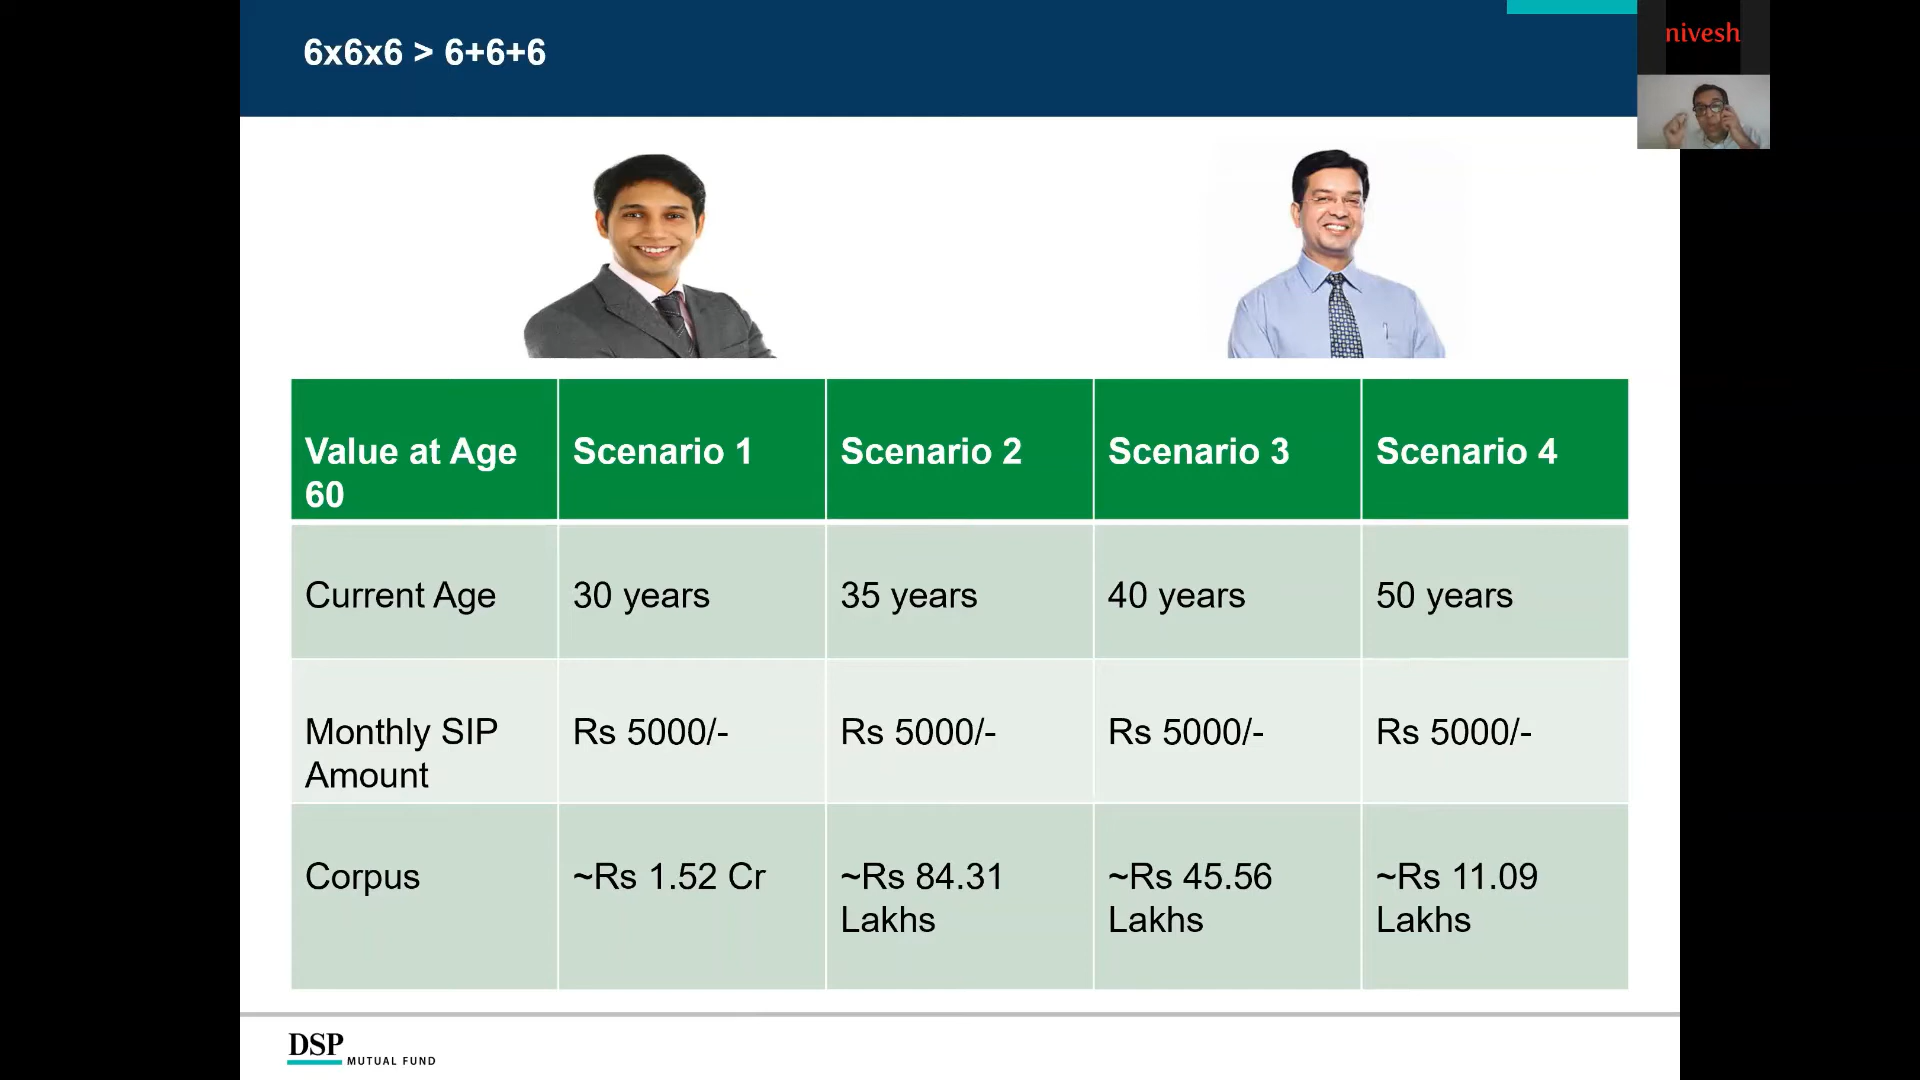 6x6x6 > 6+6+6
nivesh
Value at Age
60
Scenario 1
Scenario 2
Scenario 3
Scenario 4
Current Age
30 years
35 years
40 years
50 years
Monthly SIP
Amount
Rs 5000/-
Rs 5000/-
Rs 5000/-
Rs 5000/-
Corpus
~Rs 1.52 Cr
~Rs 84.31
Lakhs
~Rs 45.56
Lakhs
~Rs 11.09
Lakhs
DSP
MUTUAL FUND